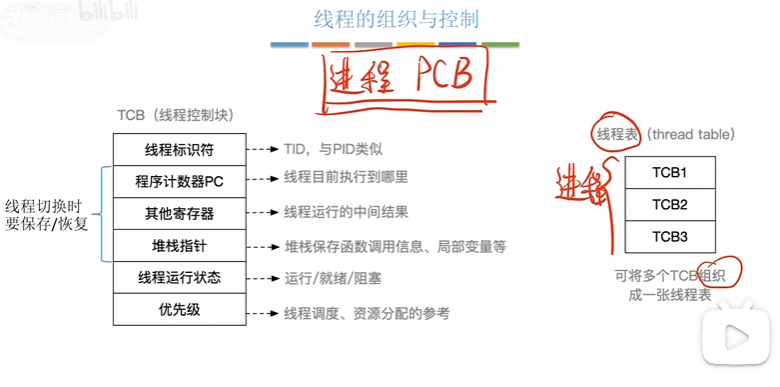 bilibili
线程的组织与控制
进程 PCB
TCB（线程控制块）
线程标识符
TID，与PID类似
程序计数器PC
线程目前执行到哪里
其他寄存器
线程运行的中间结果
堆栈指针
堆栈保存函数调用信息、局部变量等
线程运行状态
运行/就绪/阻塞
优先级
线程调度、资源分配的参考
线程切换时
要保存/恢复
线程表（thread table）
进程
TCB1
TCB2
TCB3
可将多个TCB组织
成一张线程表